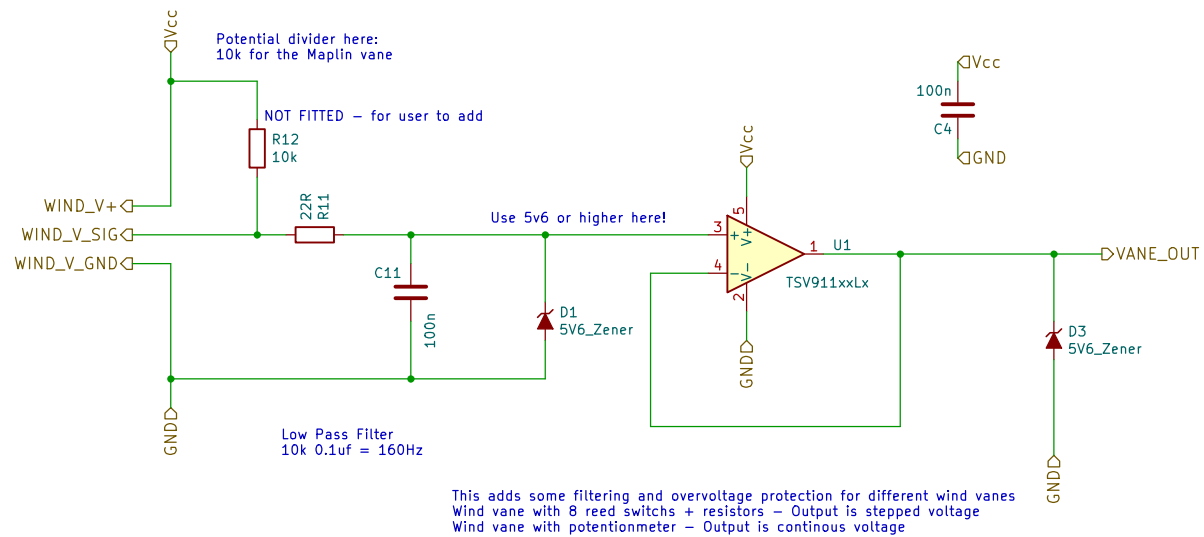 Vcc
Potential divider here:
10k for the Maplin vane
NOT FITTED – for user to add
R12
10k
WIND_V+
WIND_V_SIG
WIND_V_GND
22R
R11
C11
100n
GND
Use 5v6 or higher here!
D1
5V6_Zener
Low Pass Filter
10k 0.1uf = 160Hz
Vcc
5
3
+
V+
4
–
V–
2
1
U1
TSV911xxLx
GND
Vcc
100n
C4
GND
VANE_OUT
D3
5V6_Zener
GND
This adds some filtering and overvoltage protection for different wind vanes
Wind vane with 8 reed switchs + resistors – Output is stepped voltage
Wind vane with potentionmeter – Output is continous voltage